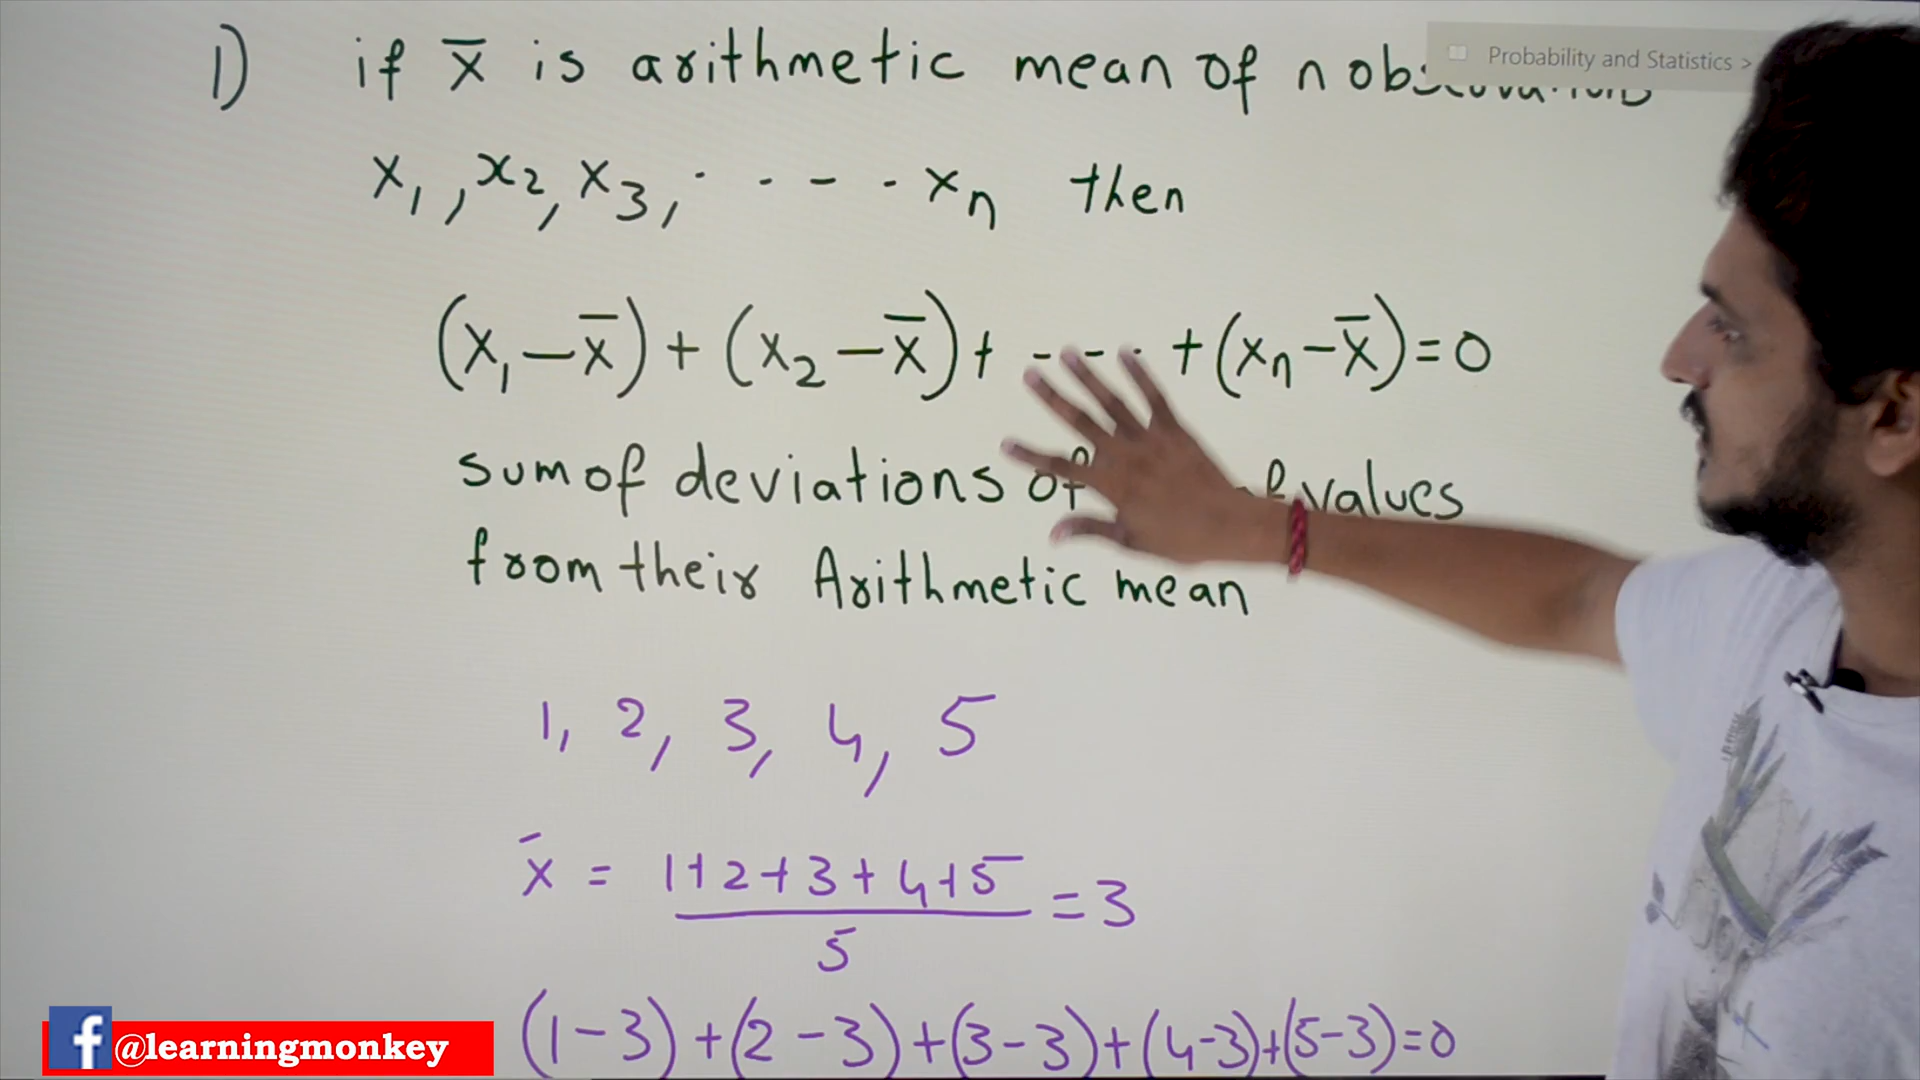 1) if x̄ is arithmetic mean of n observations
Probability and Statistics >
x₁, x₂, x₃, . . - - . xₙ then
(x₁ - x̄) + (x₂ - x̄) + - - - . + (xₙ - x̄) = 0
sum of deviations of values
from their Arithmetic mean
1, 2, 3, 4, 5
x̄ = 1+2+3+4+5 / 5 = 3
(1-3)+(2-3)+(3-3)+(4-3)+(5-3)=0
f @learningmonkey